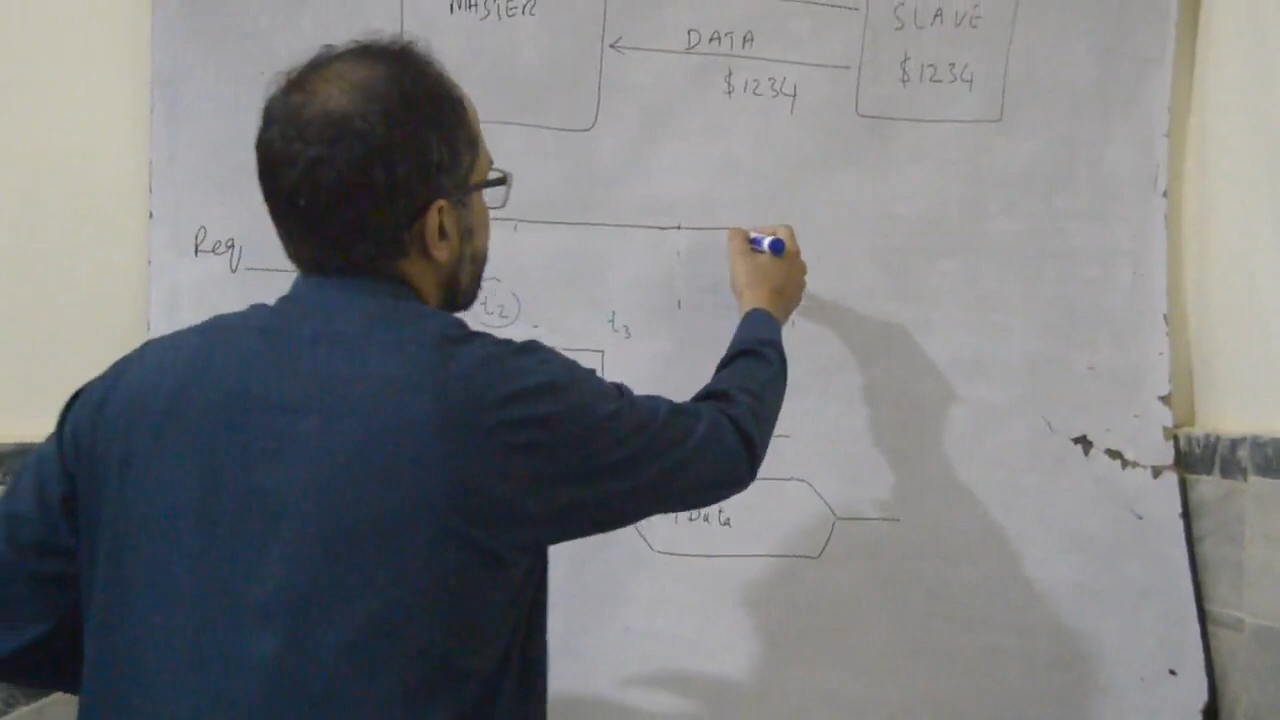 MASTER
SLAVE
DATA
$1234
$1234
Req
t2
t3
Data